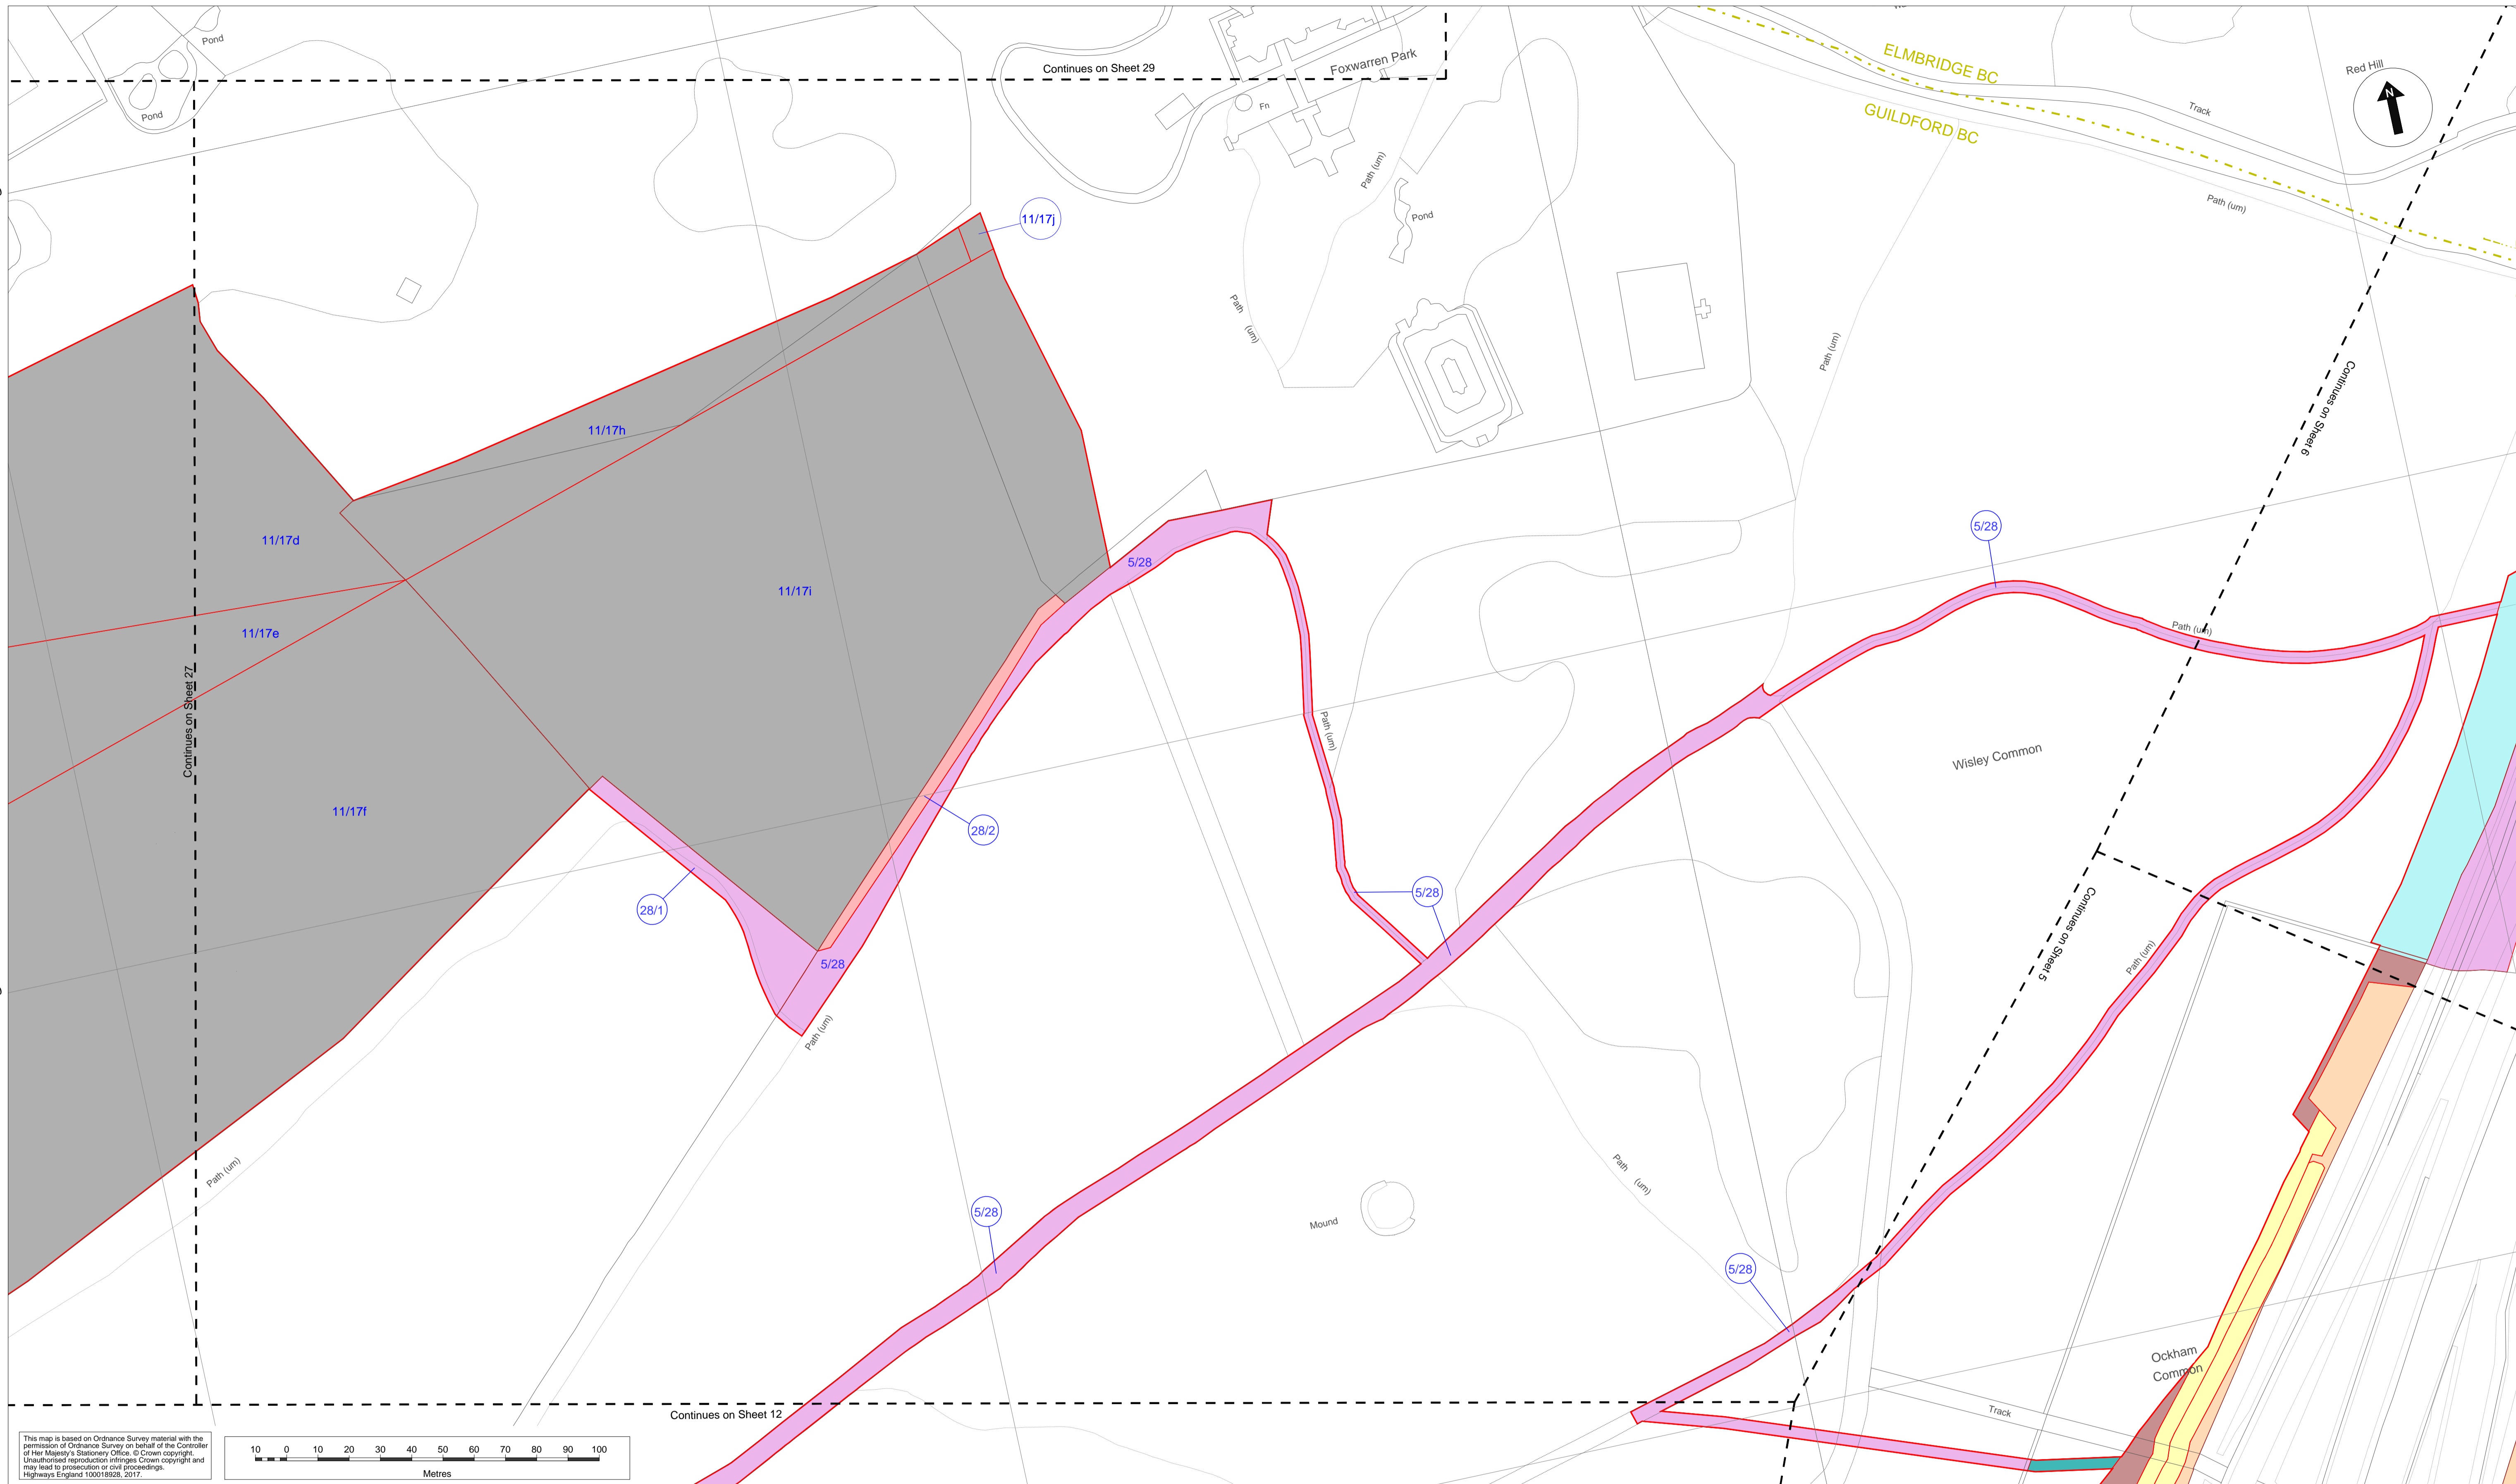 Pond
Pond
Continues on Sheet 29
Foxwarren Park
Fn
ELMBRIDGE BC
GUILDFORD BC
Red Hill
N
Track
Path (um)
Path (um)
Pond
11/17j
Path (um)
Path (um)
Continues on Sheet 6
11/17h
5/28
11/17d
5/28
11/17i
11/17e
Path (um)
Continues on Sheet 27
Path (um)
Wisley Common
11/17f
28/2
5/28
28/1
Continues on Sheet 5
5/28
Path (um)
Path (um)
Path (um)
Path (um)
5/28
Mound
5/28
Ockham
Common
Track
Continues on Sheet 12
This map is based on Ordnance Survey material with the
permission of Ordnance Survey on behalf of the Controller
of Her Majesty's Stationery Office. © Crown copyright.
Unauthorised reproduction infringes Crown copyright and
may lead to prosecution or civil proceedings.
Highways England 100018928, 2017.
10 0 10 20 30 40 50 60 70 80 90 100
Metres